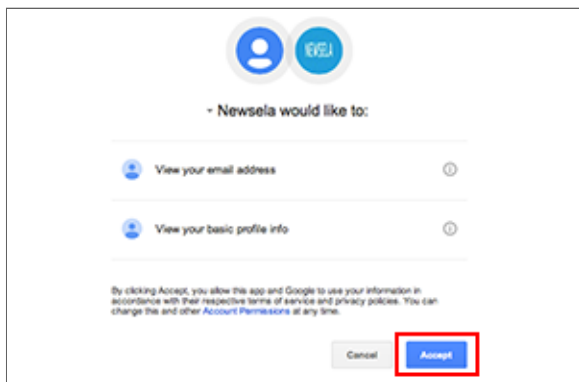 NEWSELA
Newsela would like to:
View your email address
View your basic profile info
By clicking Accept, you allow this app and Google to use your information in
accordance with their respective terms of service and privacy policies. You can
change this and other Account Permissions at any time.
Cancel
Accept